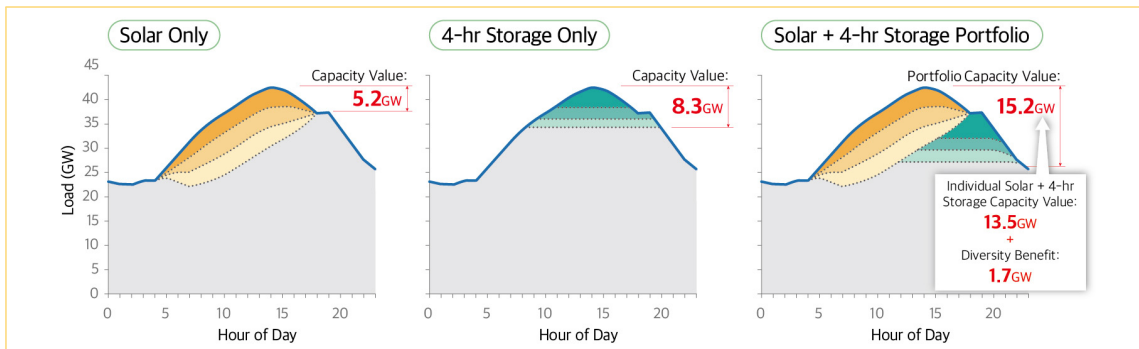 Solar Only
Capacity Value:
5.2GW
Load (GW)
45
40
35
30
25
20
15
10
5
0
0 5 10 15 20
Hour of Day
4-hr Storage Only
Capacity Value:
8.3GW
0 5 10 15 20
Hour of Day
Solar + 4-hr Storage Portfolio
Portfolio Capacity Value:
15.2GW
Individual Solar + 4-hr
Storage Capacity Value:
13.5GW
+
Diversity Benefit:
1.7GW
0 5 10 15 20
Hour of Day